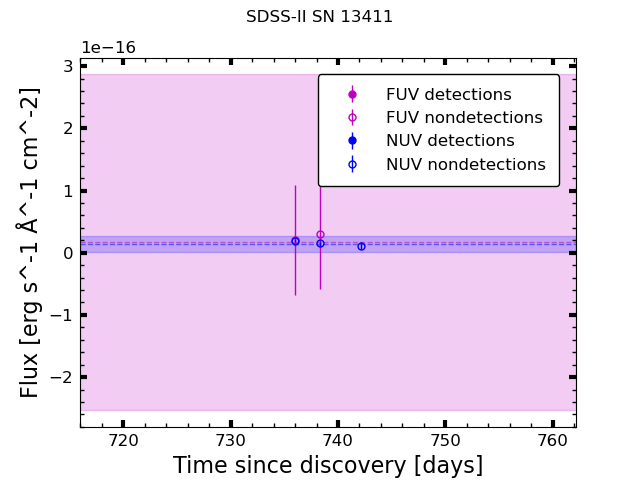 SDSS-II SN 13411
1e−16
3
2
1
0
−1
−2
Flux [erg s^-1 Å^-1 cm^-2]
FUV detections
FUV nondetections
NUV detections
NUV nondetections
720 730 740 750 760
Time since discovery [days]